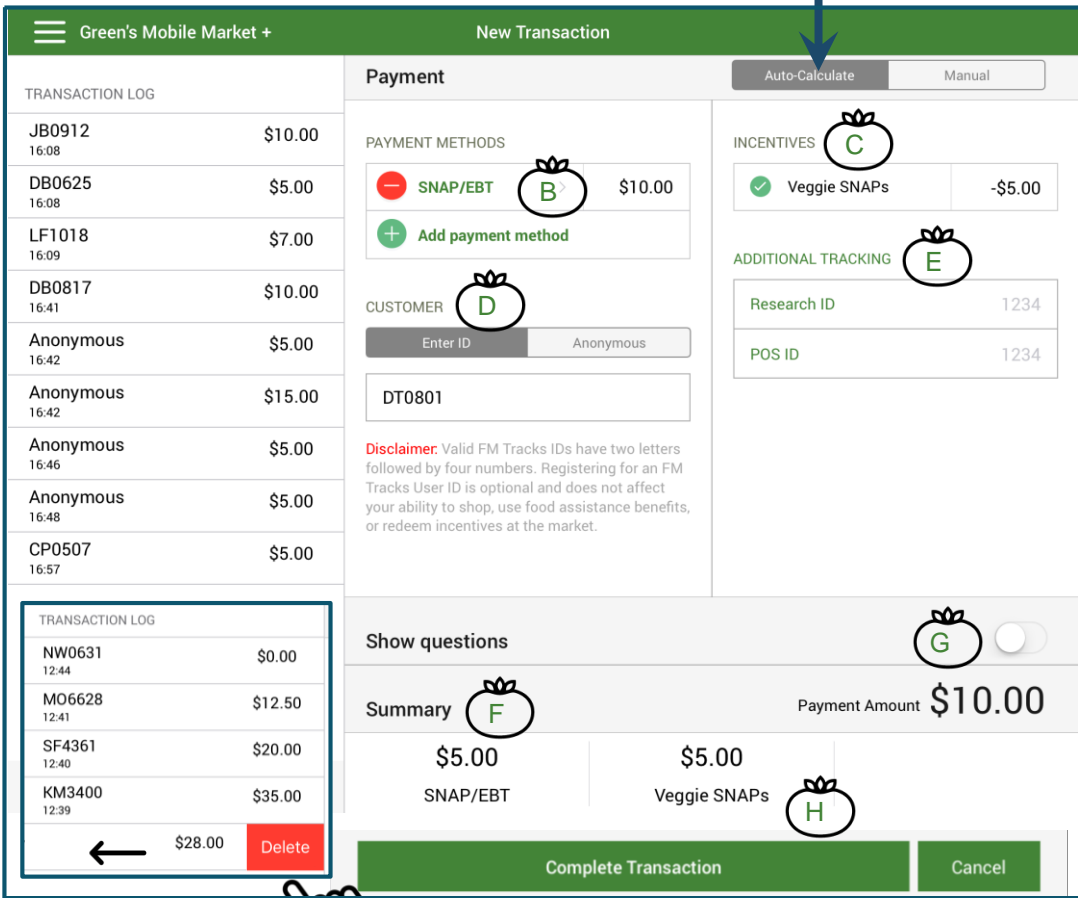 Green's Mobile Market +
New Transaction
TRANSACTION LOG
JB0912 $10.00
16:08
DB0625 $5.00
16:08
LF1018 $7.00
16:09
DB0817 $10.00
16:41
Anonymous $5.00
16:42
Anonymous $15.00
16:42
Anonymous $5.00
16:46
Anonymous $5.00
16:48
CP0507 $5.00
16:57
TRANSACTION LOG
NW0631 $0.00
12:44
MO6628 $12.50
12:41
SF4361 $20.00
12:40
KM3400 $35.00
12:39
$28.00 Delete
Payment
Auto-Calculate Manual
PAYMENT METHODS
SNAP/EBT B $10.00
Add payment method
CUSTOMER D
Enter ID Anonymous
DT0801
Disclaimer: Valid FM Tracks IDs have two letters
followed by four numbers. Registering for an FM
Tracks User ID is optional and does not affect
your ability to shop, use food assistance benefits,
or redeem incentives at the market.
INCENTIVES C
Veggie SNAPs -$5.00
ADDITIONAL TRACKING E
Research ID 1234
POS ID 1234
Show questions G
Summary F Payment Amount $10.00
$5.00 $5.00
SNAP/EBT Veggie SNAPs H
Complete Transaction Cancel